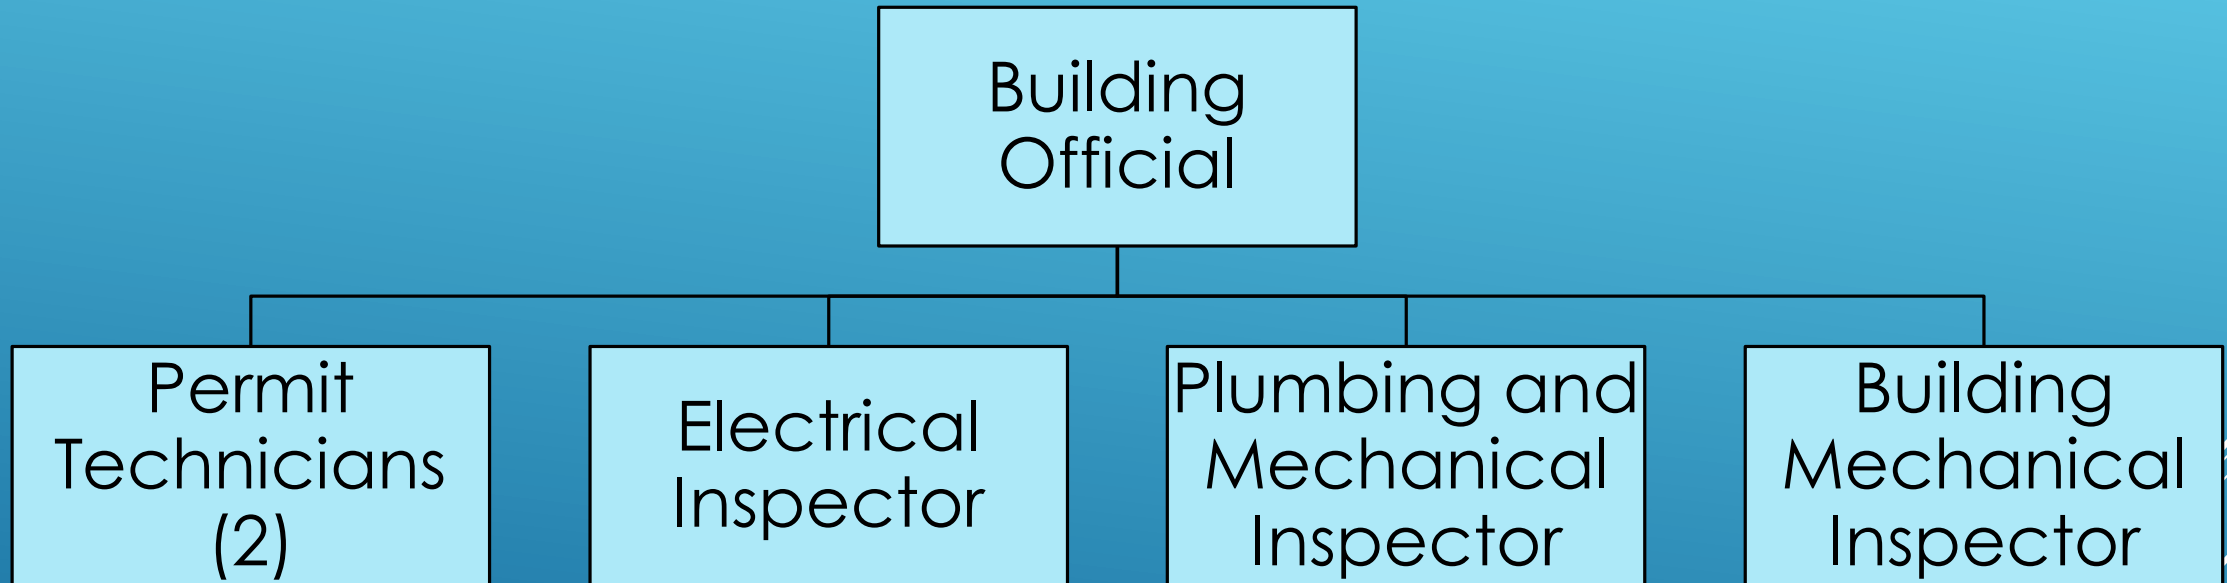 Building
Official
Permit
Technicians
(2)
Electrical
Inspector
Plumbing and
Mechanical
Inspector
Building
Mechanical
Inspector